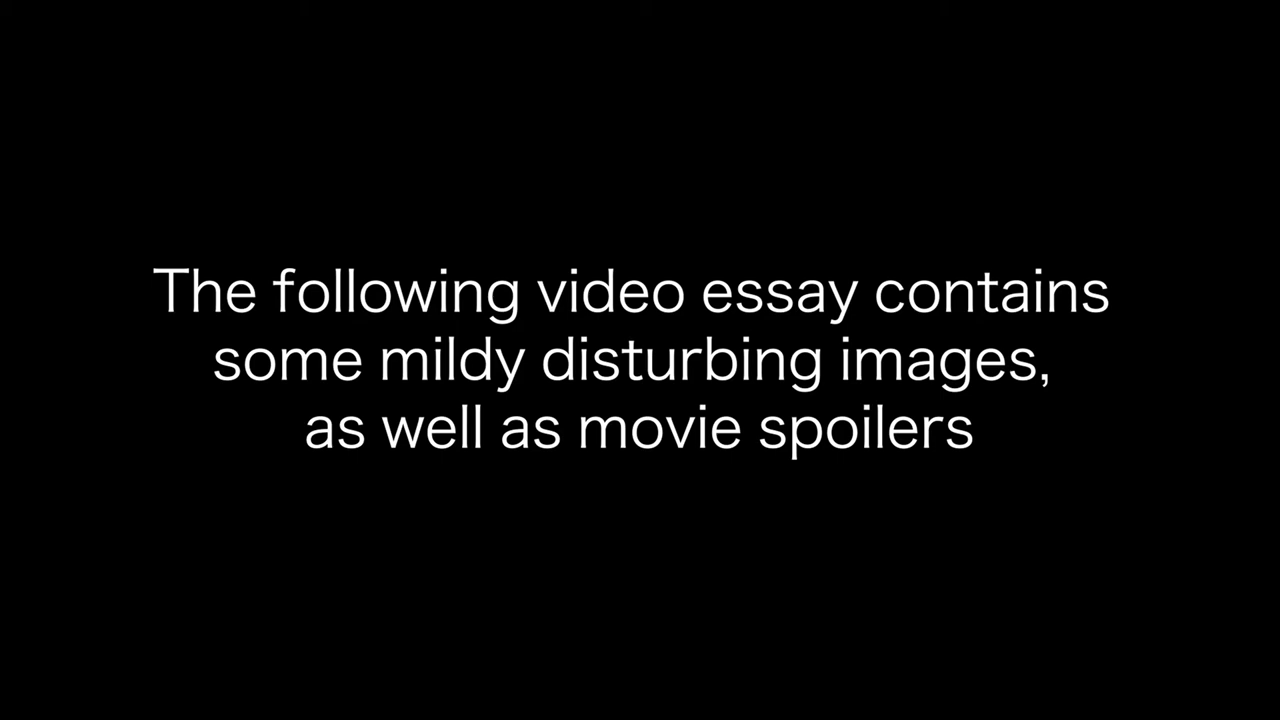 The following video essay contains
some mildy disturbing images,
as well as movie spoilers